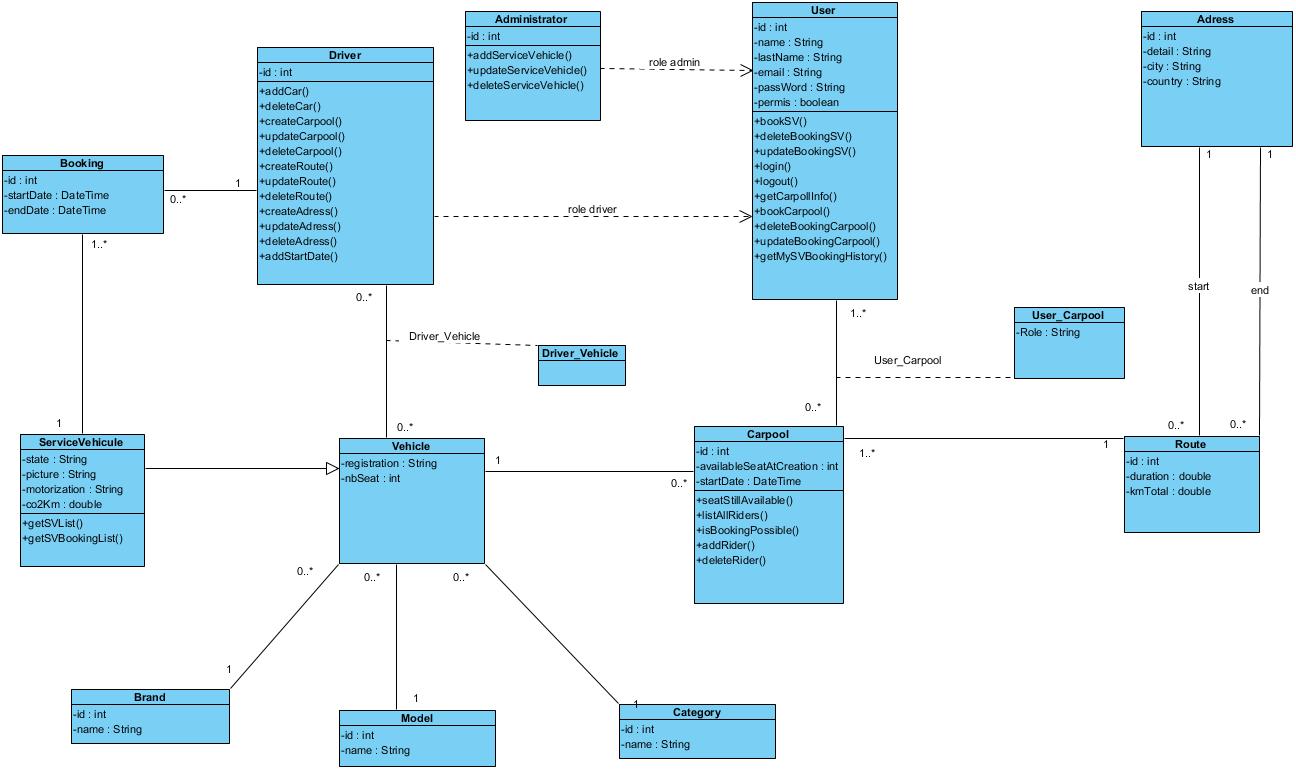 Administrator
-id : int
+addServiceVehicle()
+updateServiceVehicle()
+deleteServiceVehicle()
role admin
User
-id : int
-name : String
-lastName : String
-email : String
-passWord : String
-permis : boolean
+bookSV()
+deleteBookingSV()
+updateBookingSV()
+login()
+logout()
+getCarpollInfo()
+bookCarpool()
+deleteBookingCarpool()
+updateBookingCarpool()
+getMySVBookingHistory()
Adress
-id : int
-detail : String
-city : String
-country : String
Driver
-id : int
+addCar()
+deleteCar()
+createCarpool()
+updateCarpool()
+deleteCarpool()
+createRoute()
+updateRoute()
+deleteRoute()
+createAdress()
+updateAdress()
+deleteAdress()
+addStartDate()
role driver
Booking
-id : int
-startDate : DateTime
-endDate : DateTime
0..*
1
1..*
1
1
1
start
end
0..*
0..*
0..*
Driver_Vehicle
Driver_Vehicle
0..*
1..*
User_Carpool
User_Carpool
-Role : String
0..*
ServiceVehicule
-state : String
-picture : String
-motorization : String
-co2Km : double
+getSVList()
+getSVBookingList()
Vehicle
-registration : String
-nbSeat : int
1
0..*
Carpool
-id : int
-availableSeatAtCreation : int
-startDate : DateTime
+seatStillAvailable()
+listAllRiders()
+isBookingPossible()
+addRider()
+deleteRider()
1..*
1
Route
-id : int
-duration : double
-kmTotal : double
0..*
0..*
0..*
1
1
1
Brand
-id : int
-name : String
Model
-id : int
-name : String
Category
-id : int
-name : String